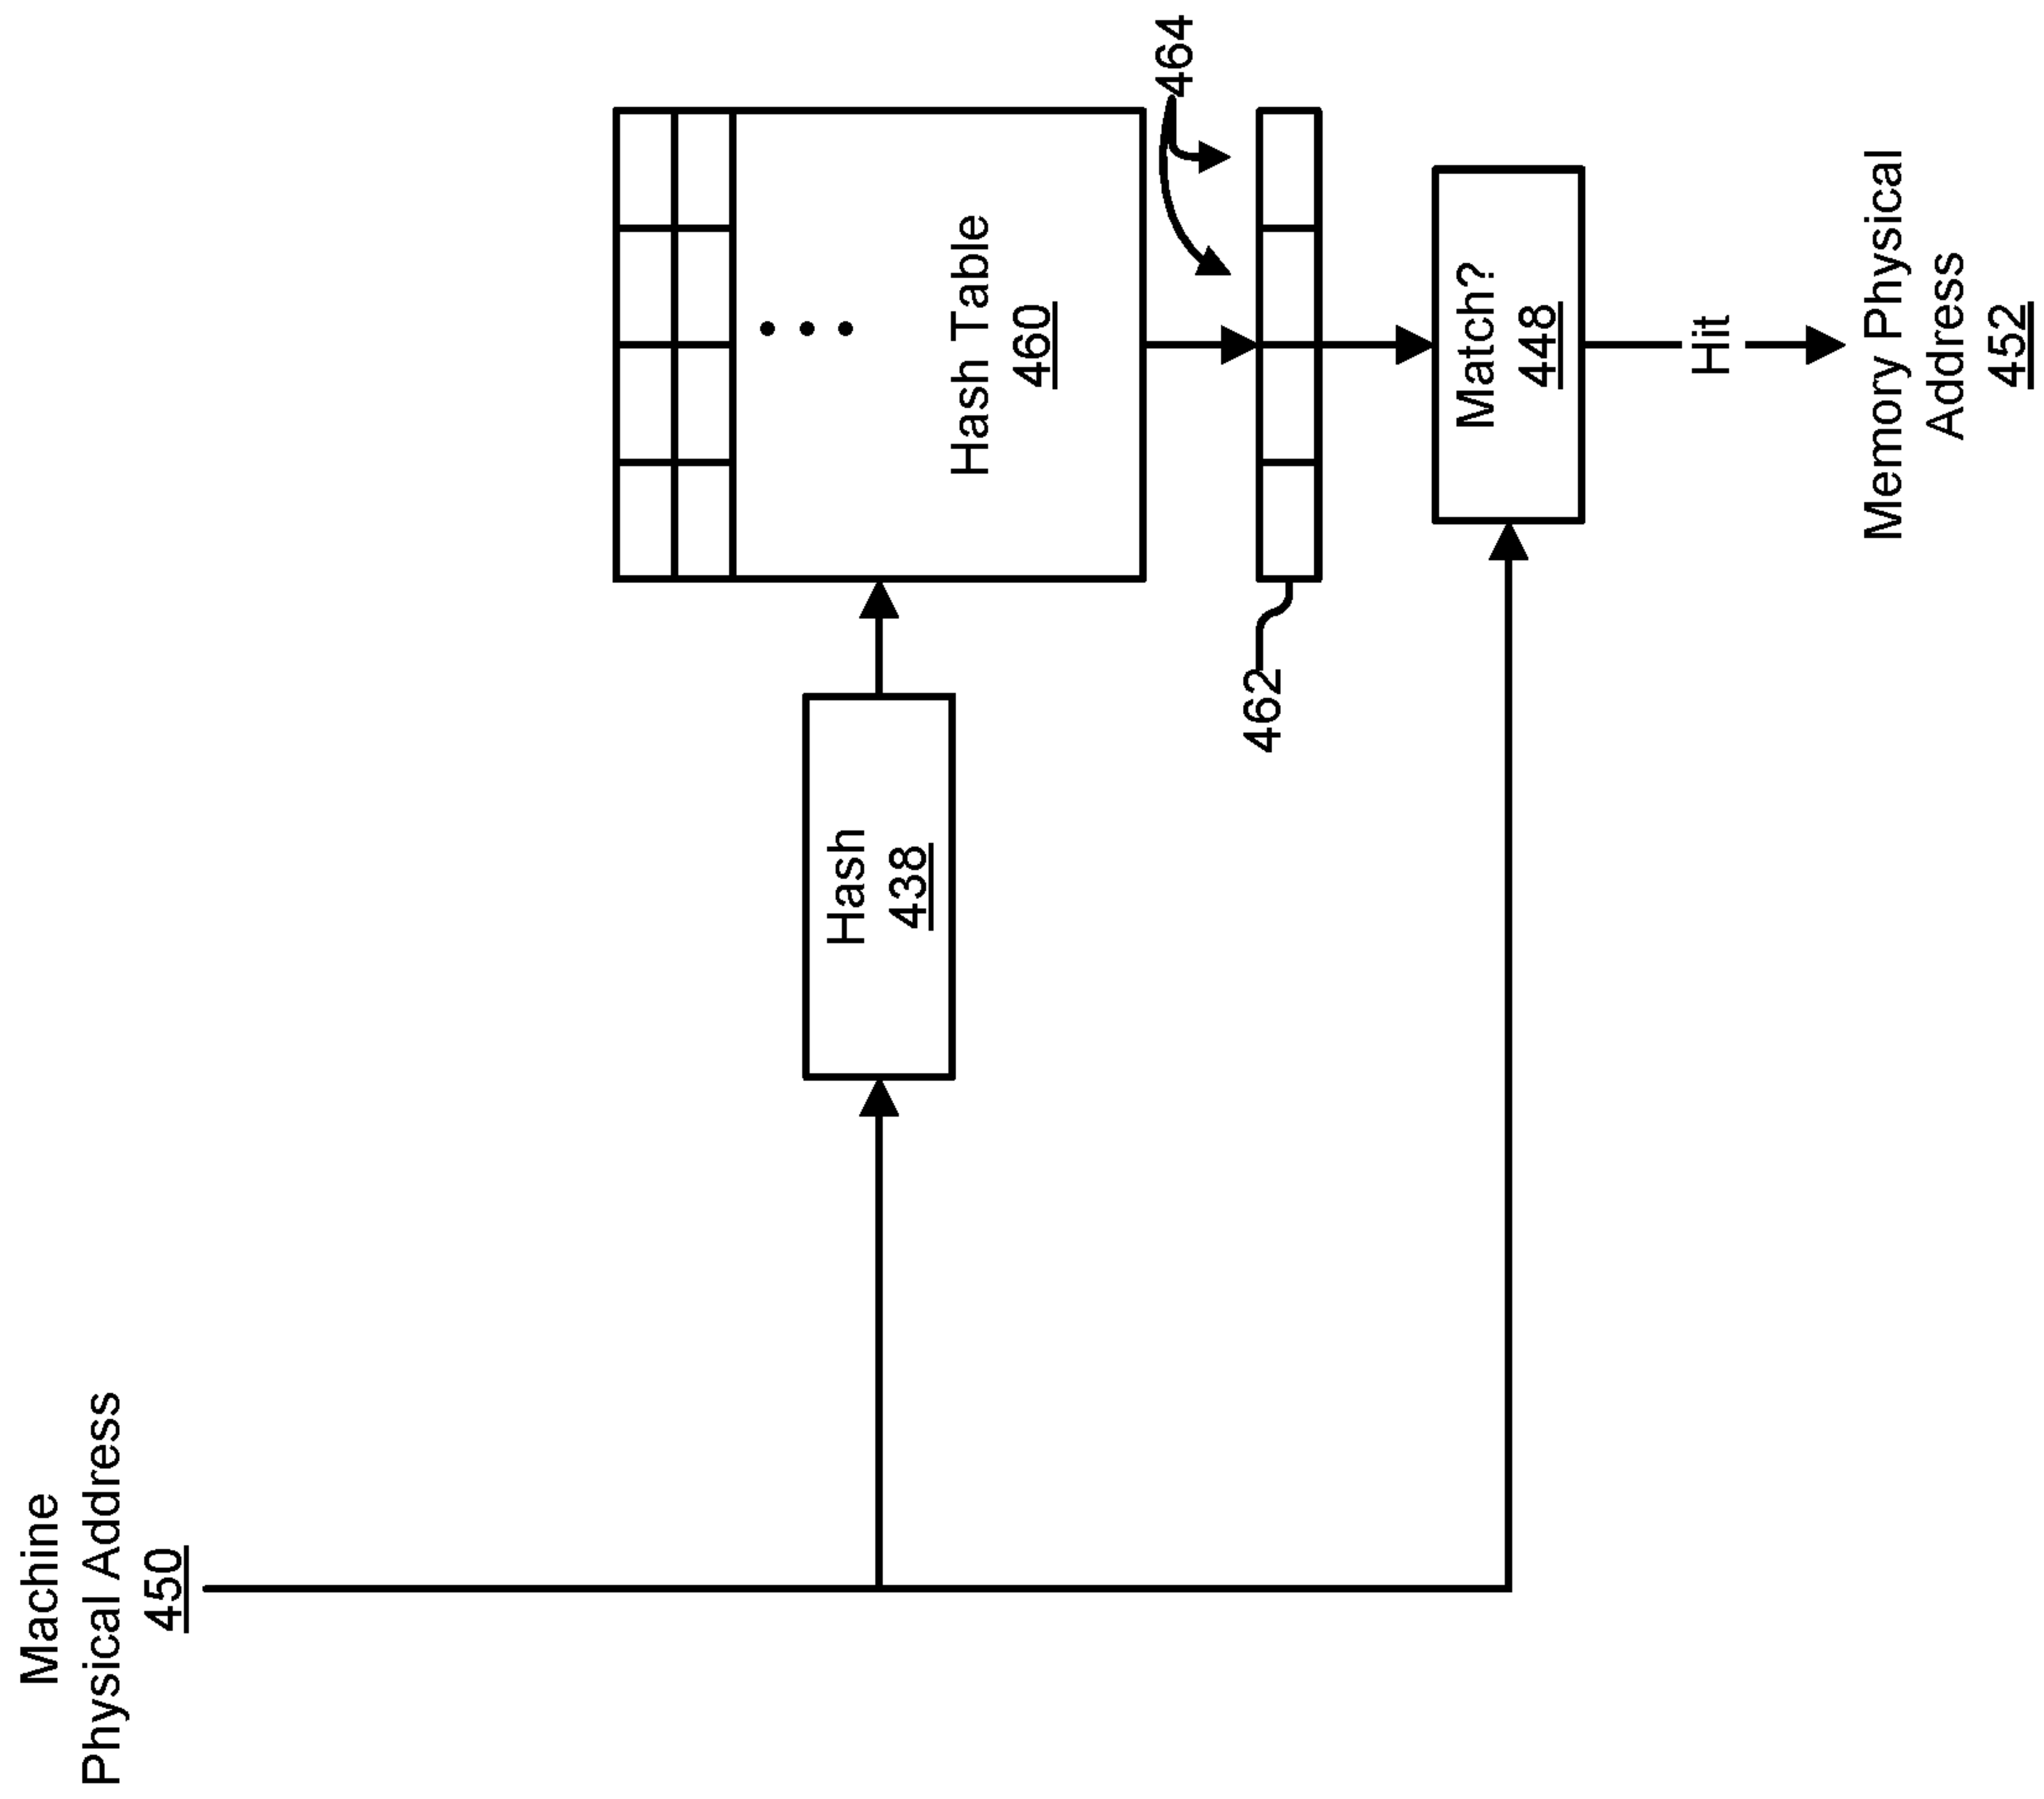 Machine
Physical Address
450
Hash
438
Hash Table
460
464
462
Match?
448
Hit
Memory Physical
Address
452